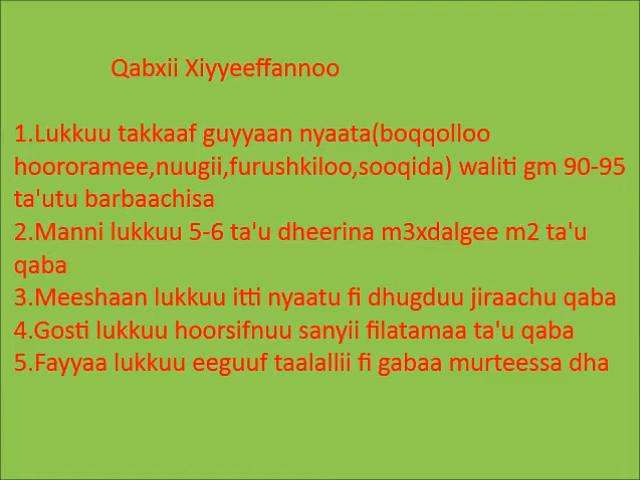 Qabxii Xiyyeeffannoo
1.Lukkuu takkaaf guyyaan nyaata(boqqolloo
hoororamee,nuugii,furushkiloo,sooqida) waliti gm 90-95
ta'utu barbaachisa
2.Manni lukkuu 5-6 ta'u dheerina m3xdalgee m2 ta'u
qaba
3.Meeshaan lukkuu itti nyaatu fi dhugduu jiraachu qaba
4.Gosti lukkuu hoorsifnuu sanyii filatamaa ta'u qaba
5.Fayyaa lukkuu eeguuf taalallii fi gabaa murteessa dha